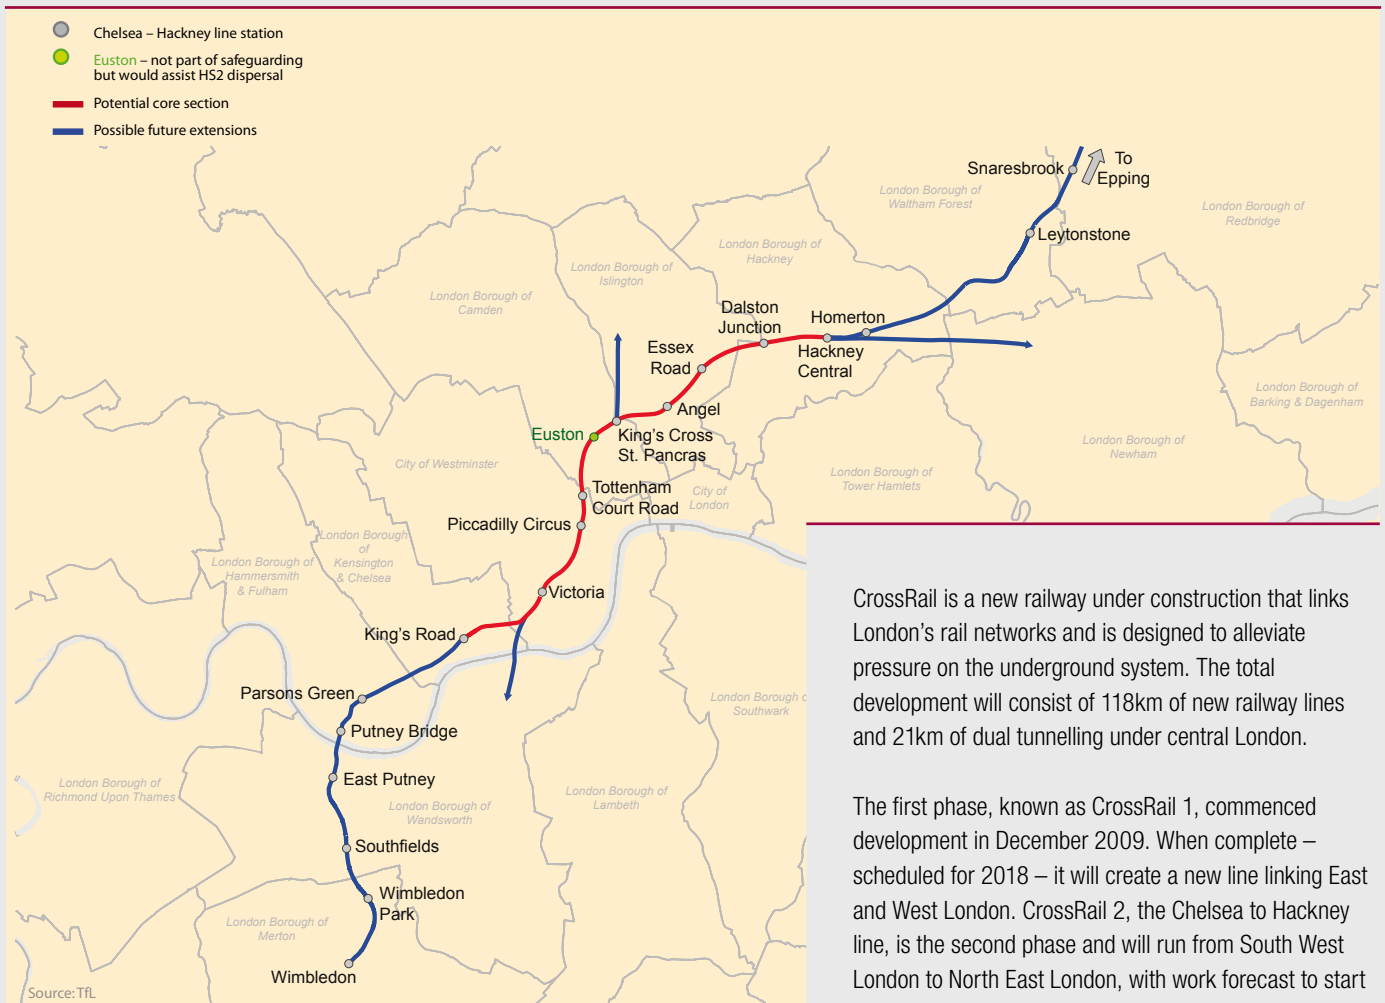 Chelsea – Hackney line station
Euston – not part of safeguarding
but would assist HS2 dispersal
Potential core section
Possible future extensions
To
Epping
Snaresbrook
London Borough of
Waltham Forest
London Borough of
Redbridge
Leytonstone
London Borough of
Hackney
London Borough of
Islington
London Borough of
Camden
Dalston
Junction
Homerton
Essex
Road
Hackney
Central
London Borough of
Barking & Dagenham
Angel
Euston
King's Cross
St. Pancras
London Borough of
Newham
City of Westminster
London Borough of
Tower Hamlets
Tottenham
Court Road
City of
London
Piccadilly Circus
London Borough
of
Kensington
& Chelsea
London Borough of
Hammersmith
& Fulham
Victoria
King's Road
Parsons Green
London Borough
Southwark
Putney Bridge
East Putney
London Borough of
Richmond Upon Thames
London Borough of
Wandsworth
London Borough of
Lambeth
Southfields
Wimbledon
Park
London Borough of
Merton
Wimbledon
Source: TfL
CrossRail is a new railway under construction that links
London's rail networks and is designed to alleviate
pressure on the underground system. The total
development will consist of 118km of new railway lines
and 21km of dual tunnelling under central London.
The first phase, known as CrossRail 1, commenced
development in December 2009. When complete –
scheduled for 2018 – it will create a new line linking East
and West London. CrossRail 2, the Chelsea to Hackney
line, is the second phase and will run from South West
London to North East London, with work forecast to start